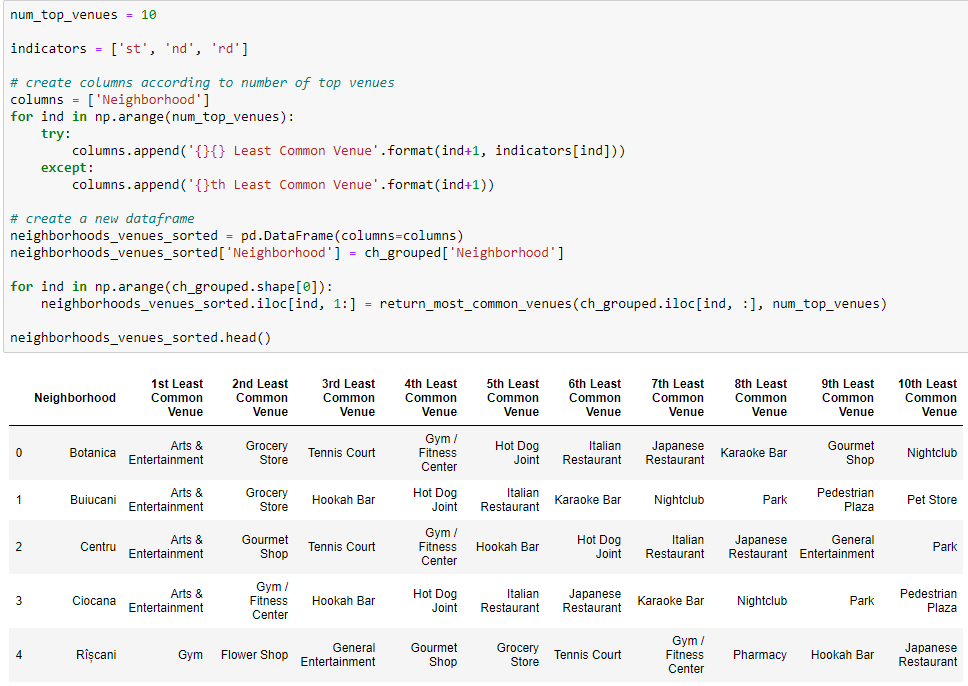 num_top_venues = 10
indicators = ['st', 'nd', 'rd']
# create columns according to number of top venues
columns = ['Neighborhood']
for ind in np.arange(num_top_venues):
    try:
        columns.append('{}{} Least Common Venue'.format(ind+1, indicators[ind]))
    except:
        columns.append('{}th Least Common Venue'.format(ind+1))
# create a new dataframe
neighborhoods_venues_sorted = pd.DataFrame(columns=columns)
neighborhoods_venues_sorted['Neighborhood'] = ch_grouped['Neighborhood']
for ind in np.arange(ch_grouped.shape[0]):
    neighborhoods_venues_sorted.iloc[ind, 1:] = return_most_common_venues(ch_grouped.iloc[ind, :], num_top_venues)
neighborhoods_venues_sorted.head()
Neighborhood 1st Least Common Venue 2nd Least Common Venue 3rd Least Common Venue 4th Least Common Venue 5th Least Common Venue 6th Least Common Venue 7th Least Common Venue 8th Least Common Venue 9th Least Common Venue 10th Least Common Venue
0 Botanica Arts & Entertainment Grocery Store Tennis Court Gym / Fitness Center Hot Dog Joint Italian Restaurant Japanese Restaurant Karaoke Bar Gourmet Shop Nightclub
1 Buiucani Arts & Entertainment Grocery Store Hookah Bar Hot Dog Joint Italian Restaurant Karaoke Bar Nightclub Park Pedestrian Plaza Pet Store
2 Centru Arts & Entertainment Gourmet Shop Tennis Court Gym / Fitness Center Hookah Bar Hot Dog Joint Italian Restaurant Japanese Restaurant General Entertainment Park
3 Ciocana Arts & Entertainment Gym / Fitness Center Hookah Bar Hot Dog Joint Italian Restaurant Japanese Restaurant Karaoke Bar Nightclub Park Pedestrian Plaza
4 Rîșcani Gym Flower Shop General Entertainment Gourmet Shop Grocery Store Tennis Court Gym / Fitness Center Pharmacy Hookah Bar Japanese Restaurant